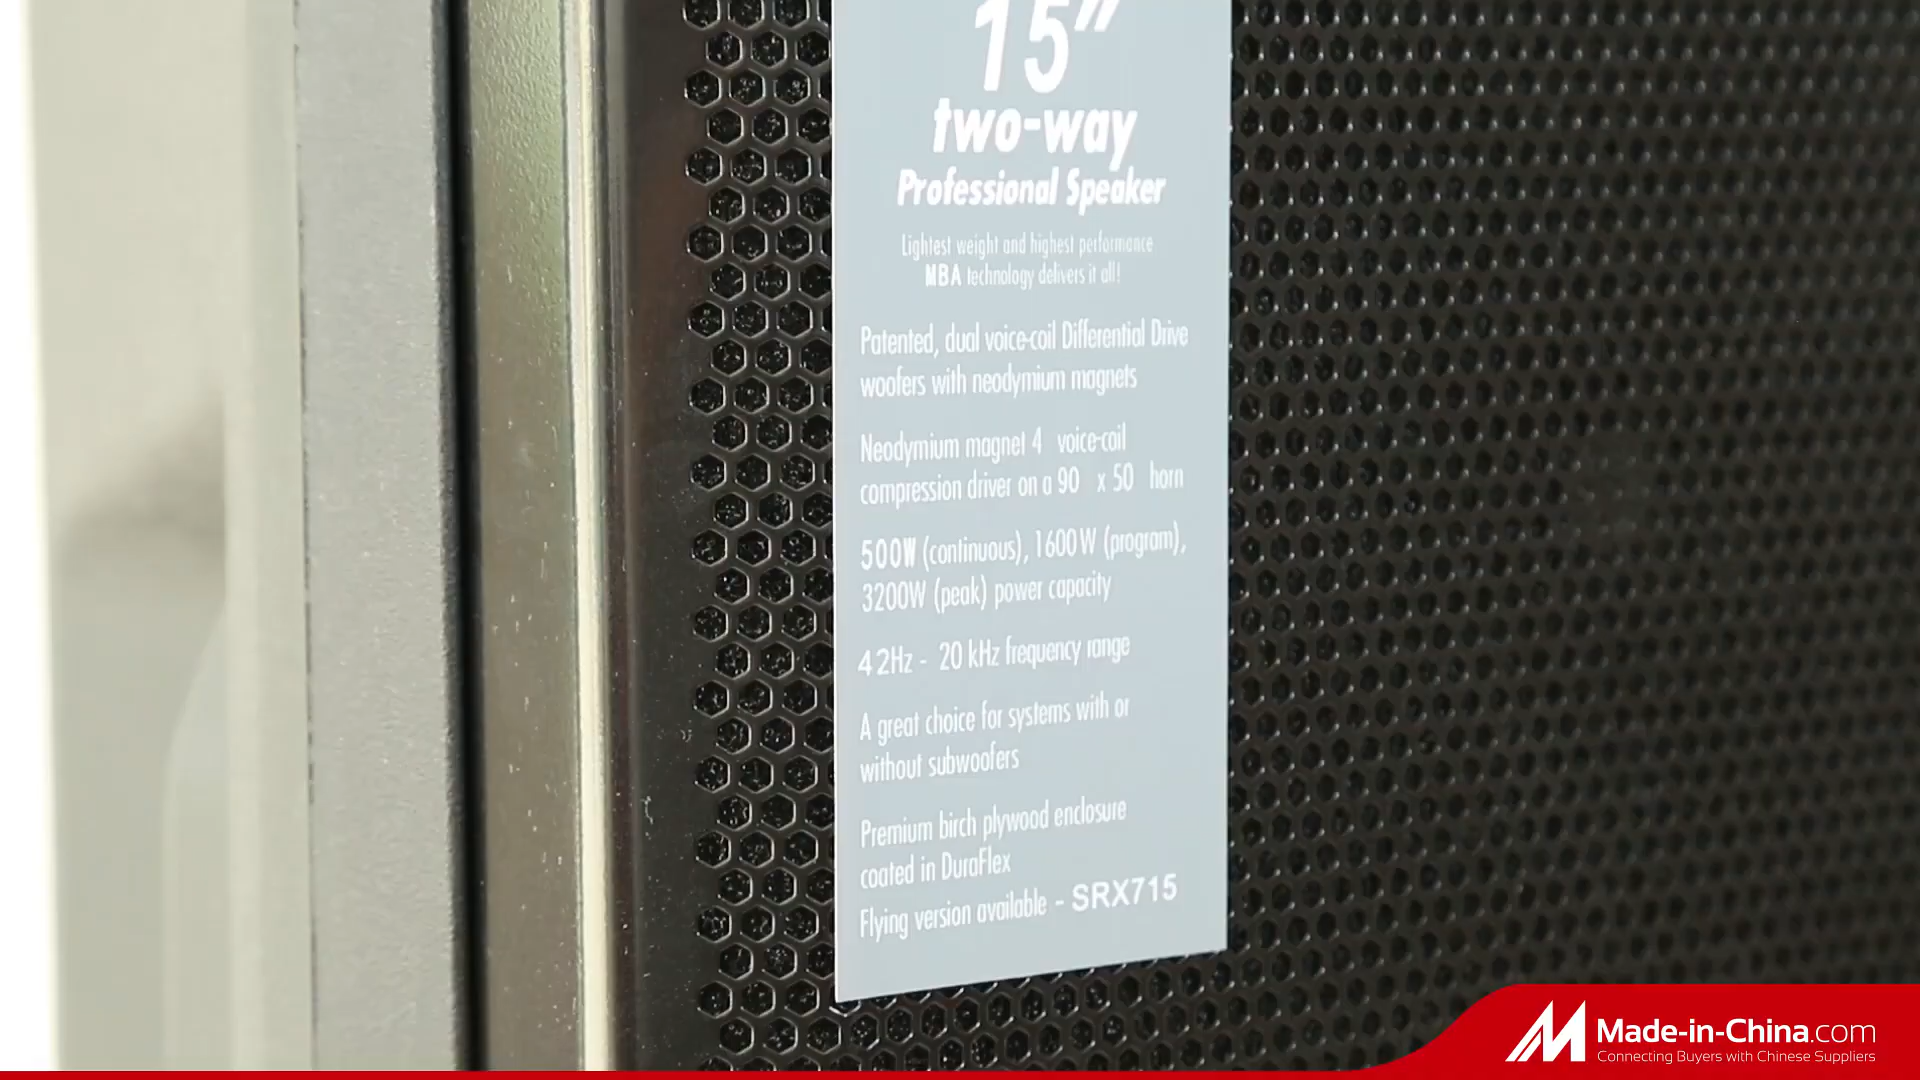 15”
two-way
Professional Speaker
Lightest weight and highest performance
MBA technology delivers it all!
Patented, dual voice-coil Differential Drive
woofers with neodymium magnets
Neodymium magnet 4 voice-coil
compression driver on a 90 x 50 horn
500W (continuous), 1600W (program),
3200W (peak) power capacity
42Hz - 20 kHz frequency range
A great choice for systems with or
without subwoofers
Premium birch plywood enclosure
coated in DuraFlex
Flying version available - SRX715
Made-in-China.com
Connecting Buyers with Chinese Suppliers